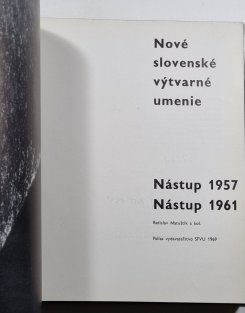 Nové
slovenské
výtvarné
umenie
Nástup 1957
Nástup 1961
Radislav Matuštík a kol.
Pallas vydavateľstvo SFVU 1969